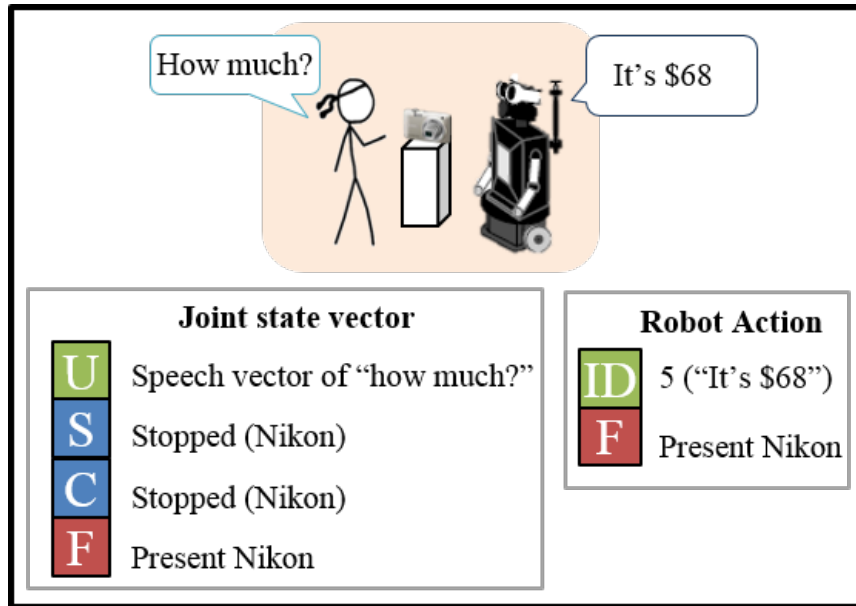 How much?
It's $68
Joint state vector
U Speech vector of “how much?”
S Stopped (Nikon)
C Stopped (Nikon)
F Present Nikon
Robot Action
ID 5 (“It's $68”)
F Present Nikon